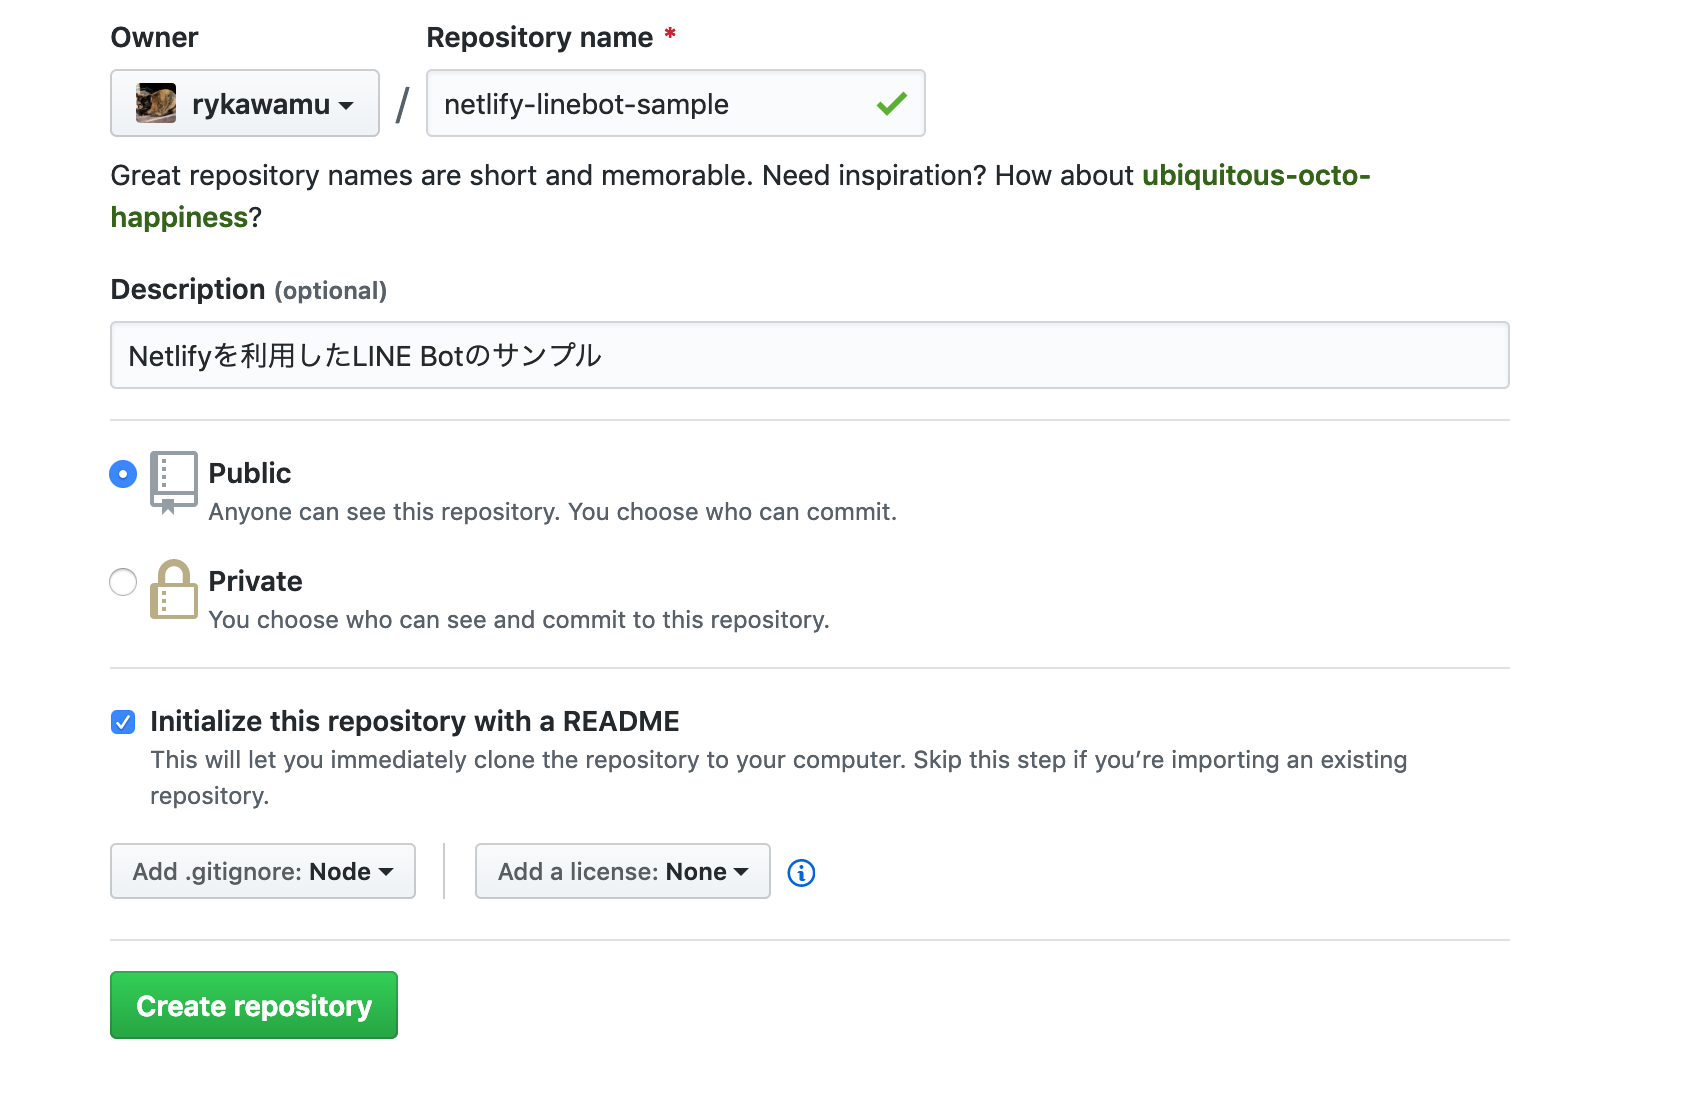 Owner
Repository name *
rykawamu / netlify-linebot-sample
Great repository names are short and memorable. Need inspiration? How about ubiquitous-octo-
happiness?
Description (optional)
Netlifyを利用したLINE Botのサンプル
Public
Anyone can see this repository. You choose who can commit.
Private
You choose who can see and commit to this repository.
Initialize this repository with a README
This will let you immediately clone the repository to your computer. Skip this step if you’re importing an existing
repository.
Add .gitignore: Node
Add a license: None
Create repository